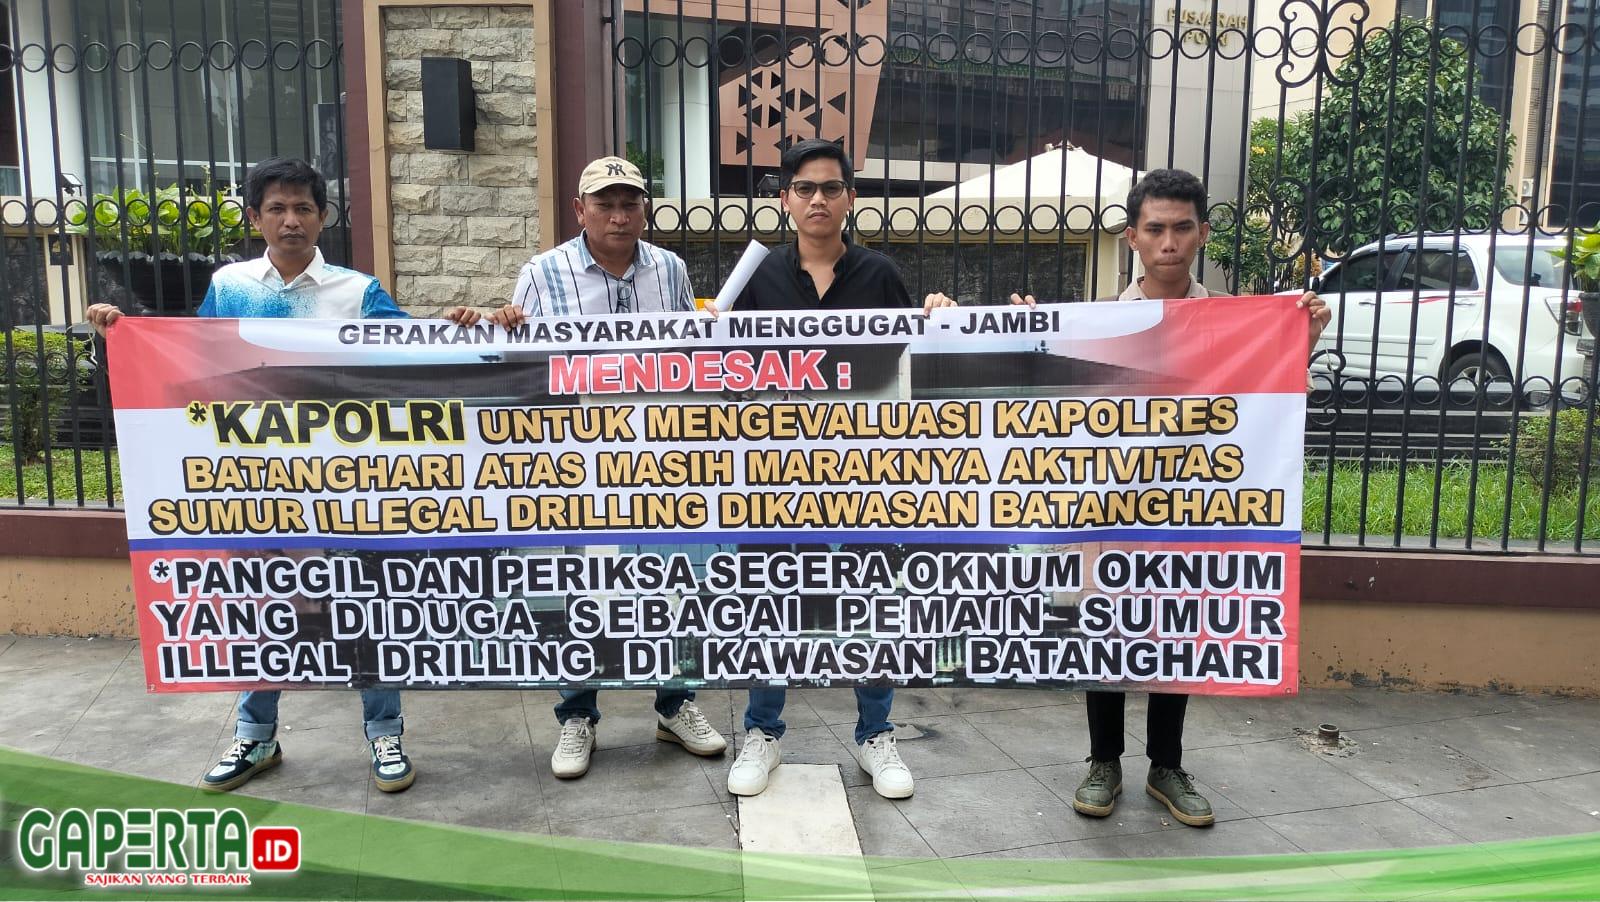 PUSJARAH
POLRI
GERAKAN MASYARAKAT MENGGUGAT - JAMBI
MENDESAK :
*KAPOLRI UNTUK MENGEVALUASI KAPOLRES
BATANGHARI ATAS MASIH MARAKNYA AKTIVITAS
SUMUR ILLEGAL DRILLING DIKAWASAN BATANGHARI
*PANGGIL DAN PERIKSA SEGERA OKNUM OKNUM
YANG DIDUGA SEBAGAI PEMAIN SUMUR
ILLEGAL DRILLING DI KAWASAN BATANGHARI
GAPERTA.ID
SAJIKAN YANG TERBAIK